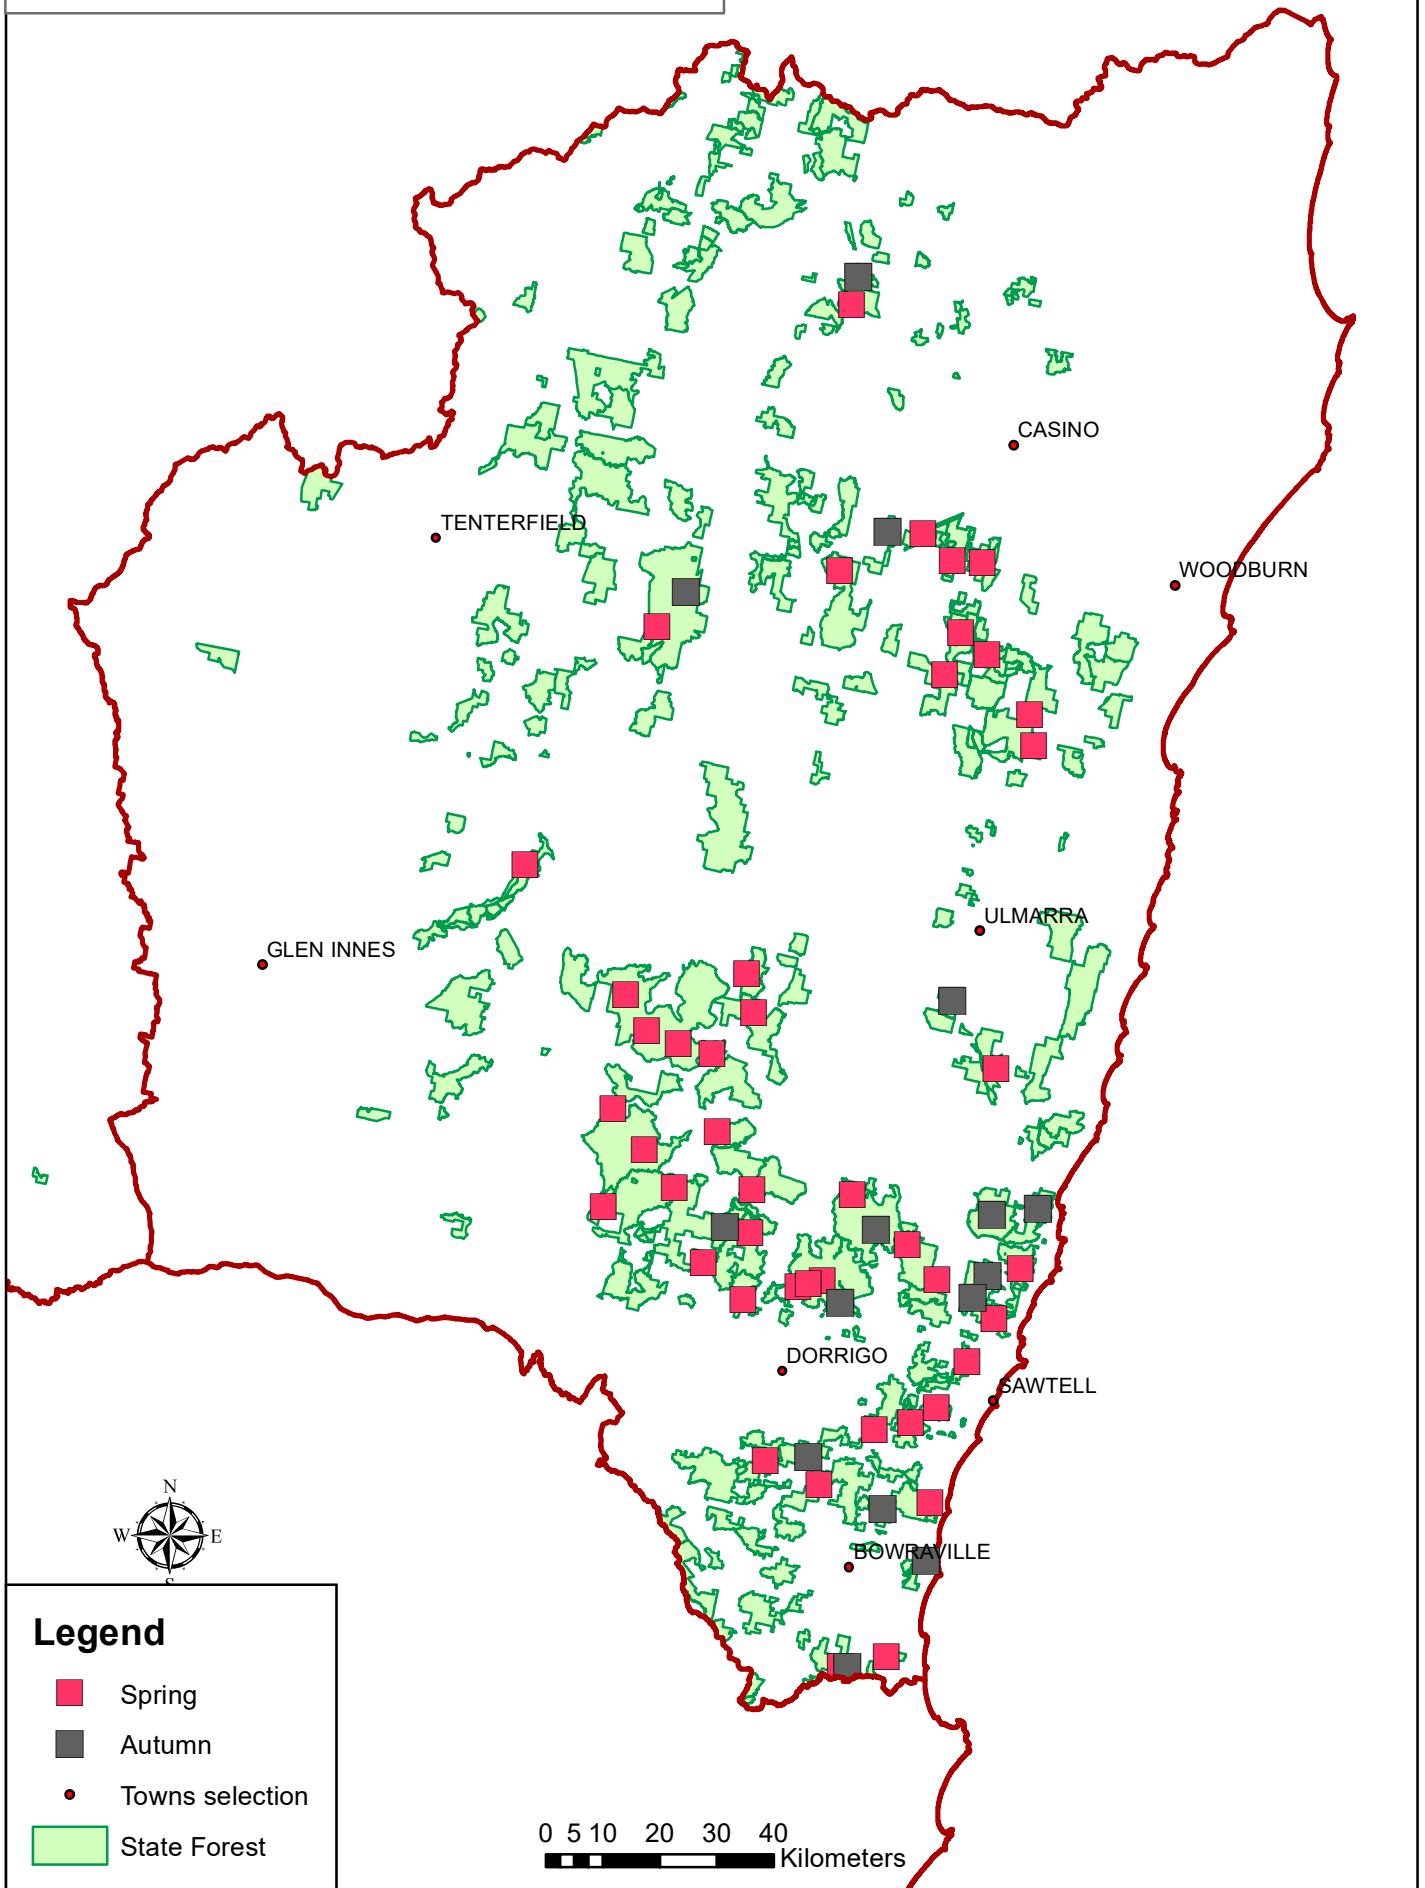 CASINO
TENTERFIELD
WOODBURN
ULMARRA
GLEN INNES
DORRIGO
SAWTELL
N
W
E
S
BOWRAVILLE
Legend
Spring
Autumn
Towns selection
State Forest
0 5 10 20 30 40
Kilometers